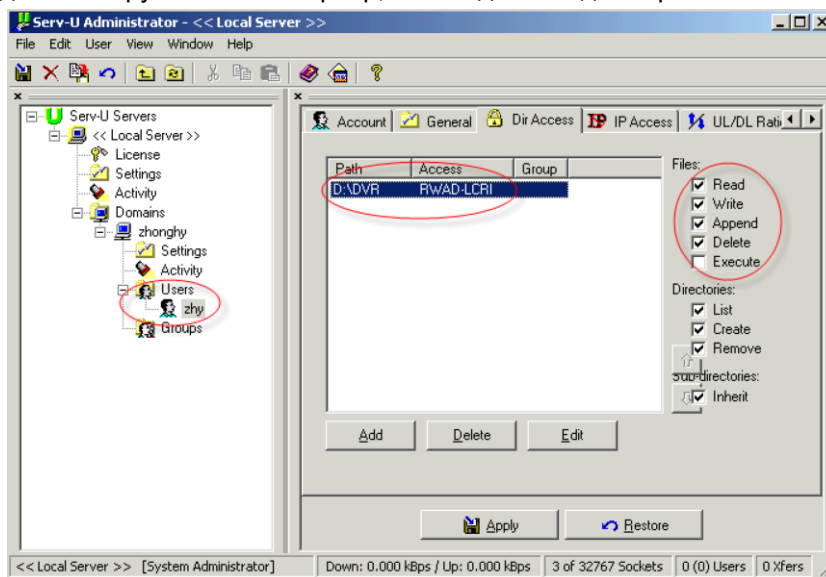 Serv-U Administrator - << Local Server >>
File Edit User View Window Help
Serv-U Servers
<< Local Server >>
License
Settings
Activity
Domains
zhonghy
Settings
Activity
Users
zhy
Groups
Account General Dir Access IP Access UL/DL Rati
Path Access Group
D:\DVR RWAD-LCRI
Files:
Read
Write
Append
Delete
Execute
Directories:
List
Create
Remove
Sub-directories:
Inherit
Add Delete Edit
Apply Restore
<< Local Server >> [System Administrator] Down: 0.000 kBps / Up: 0.000 kBps 3 of 32767 Sockets 0 (0) Users 0 Xfers